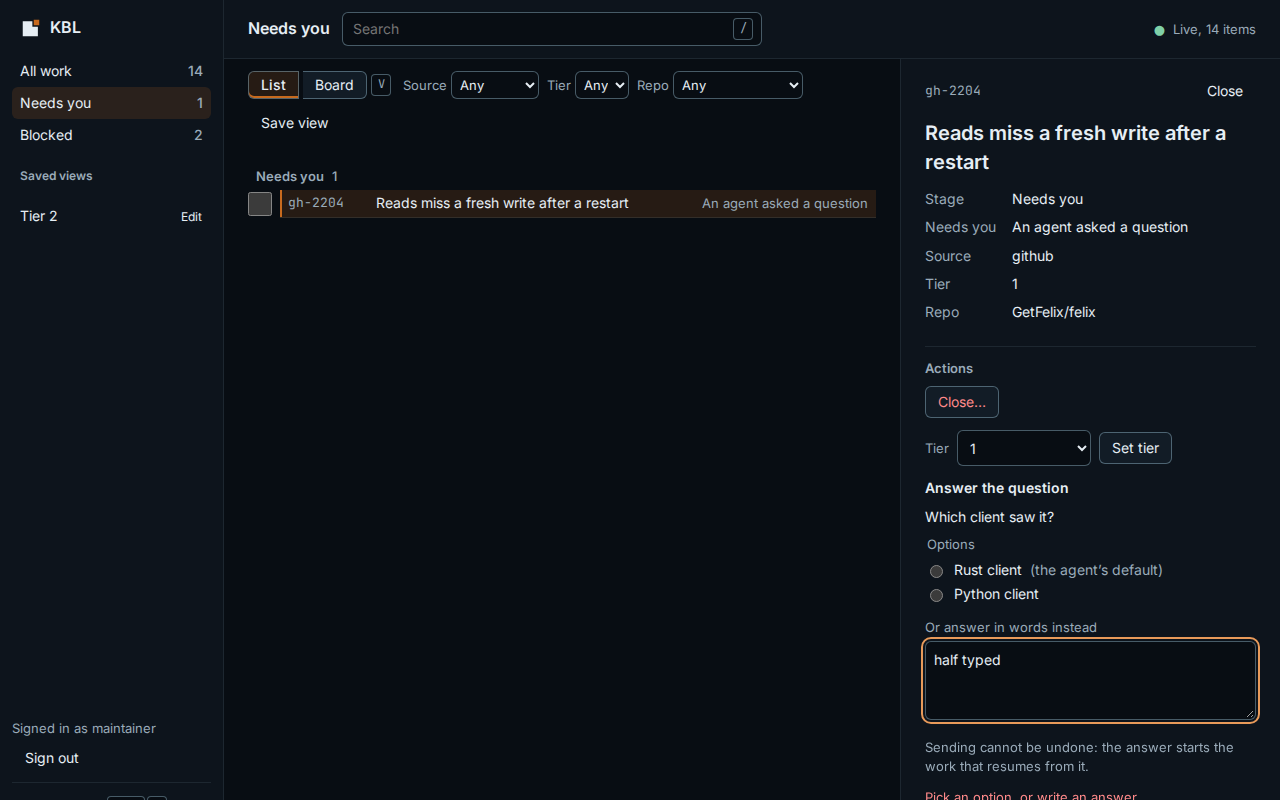 KBL
All work 14
Needs you 1
Blocked 2
Saved views
Tier 2 Edit
Signed in as maintainer
Sign out
Needs you
Search /
Live, 14 items
List Board V Source Any Tier Any Repo Any
Save view
Needs you 1
gh-2204 Reads miss a fresh write after a restart An agent asked a question
gh-2204 Close
Reads miss a fresh write after a
restart
Stage Needs you
Needs you An agent asked a question
Source github
Tier 1
Repo GetFelix/felix
Actions
Close...
Tier 1 Set tier
Answer the question
Which client saw it?
Options
Rust client (the agent's default)
Python client
Or answer in words instead
half typed
Sending cannot be undone: the answer starts the
work that resumes from it.
Pick an option, or write an answer